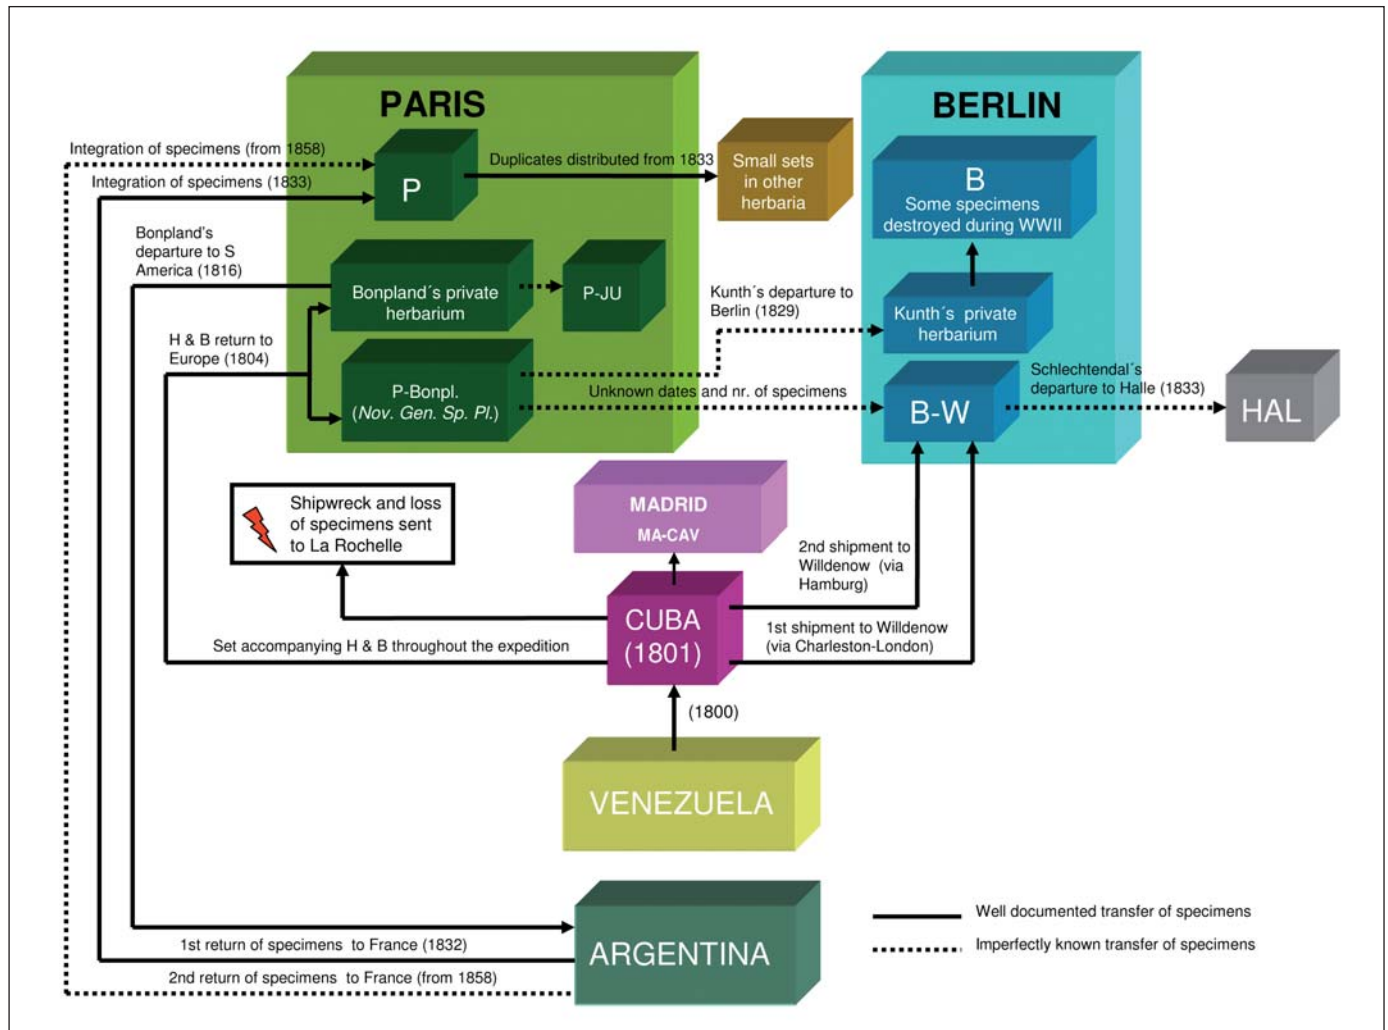 PARIS
BERLIN
Integration of specimens (from 1858)
Integration of specimens (1833)
P
Duplicates distributed from 1833
Small sets
in other
herbaria
B
Some specimens
destroyed during WWII
Bonpland´s
departure to S
America (1816)
Bonpland´s private
herbarium
P-JU
Kunth´s departure to
Berlin (1829)
Kunth´s private
herbarium
H & B return to
Europe (1804)
P-Bonpl.
(Nov. Gen. Sp. Pl.)
Unknown dates and nr. of specimens
B-W
Schlechtendal´s
departure to Halle (1833)
HAL
Shipwreck and loss
of specimens sent
to La Rochelle
MADRID
MA-CAV
2nd shipment to
Willdenow (via
Hamburg)
CUBA
(1801)
1st shipment to Willdenow
(via Charleston-London)
Set accompanying H & B throughout the expedition
(1800)
VENEZUELA
ARGENTINA
1st return of specimens to France (1832)
2nd return of specimens to France (from 1858)
Well documented transfer of specimens
Imperfectly known transfer of specimens